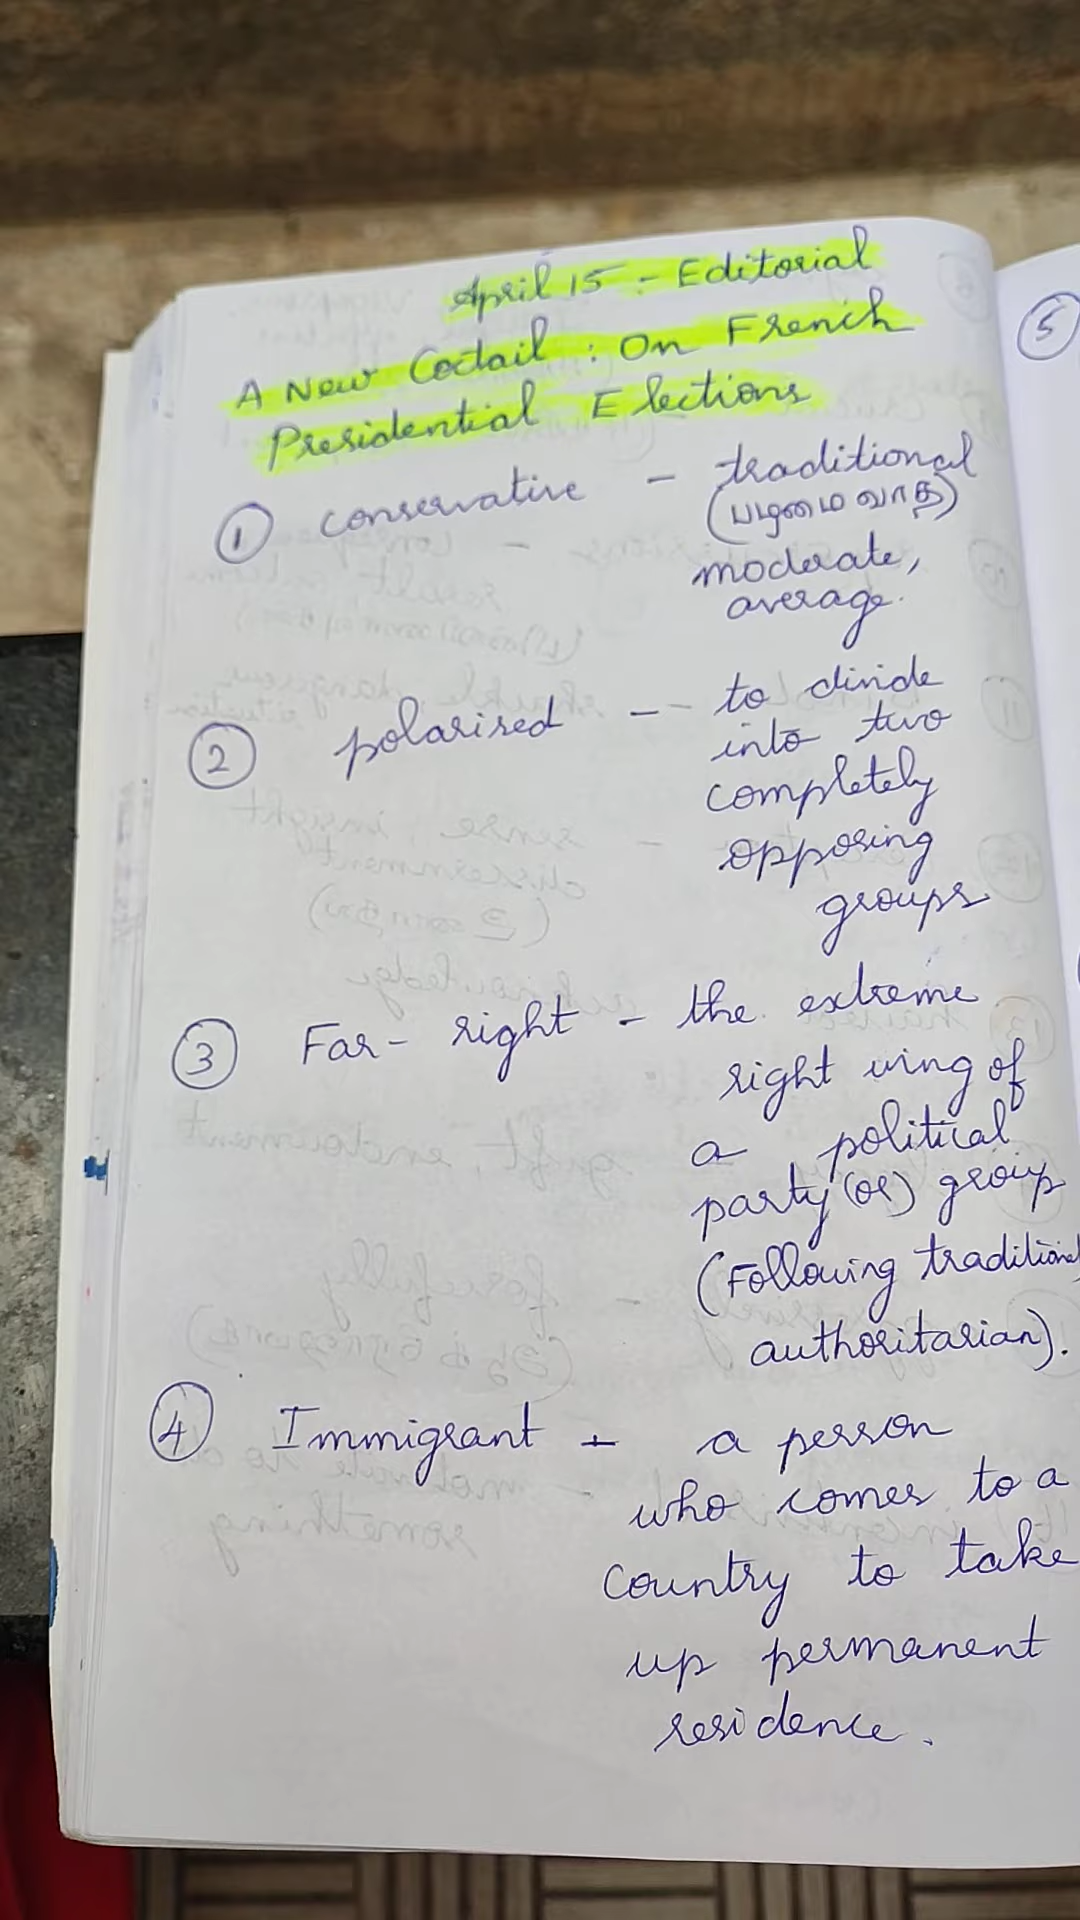 April 15 - Editorial
A New Coctail : On French
Presidential Elections
① conservative - traditional
(பழமைவாத)
moderate,
average.
② polarised - to divide
into two
completely
opposing
groups
③ Far-right - the extreme
right wing of
a political
party (or) group
(Following traditional
authoritarian).
④ Immigrant - a person
who comes to a
country to take
up permanent
residence.
⑤